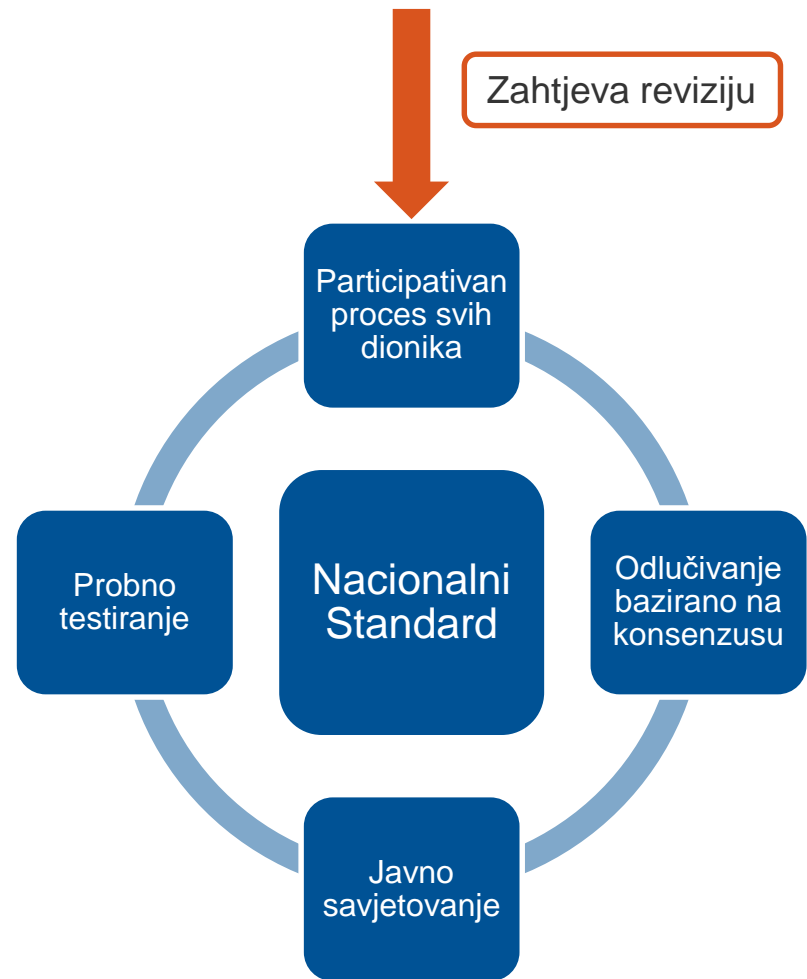 Zahtjeva reviziju
Participativan
proces svih
dionika
Probno
testiranje
Nacionalni
Standard
Odlučivanje
bazirano na
konsenzusu
Javno
savjetovanje